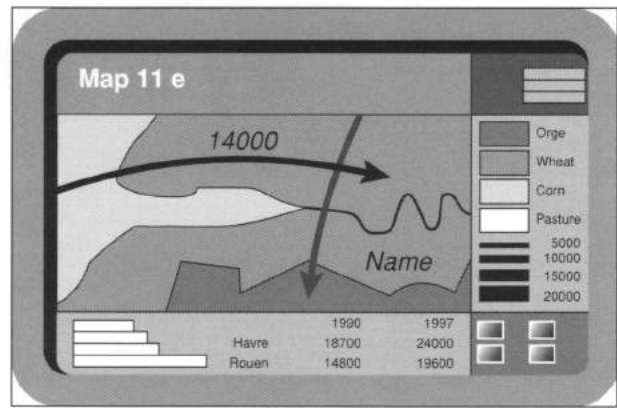 Map 11 e
14000
Name
Orge
Wheat
Corn
Pasture
5000
10000
15000
20000
1990 1997
Havre 18700 24000
Rouen 14800 19600